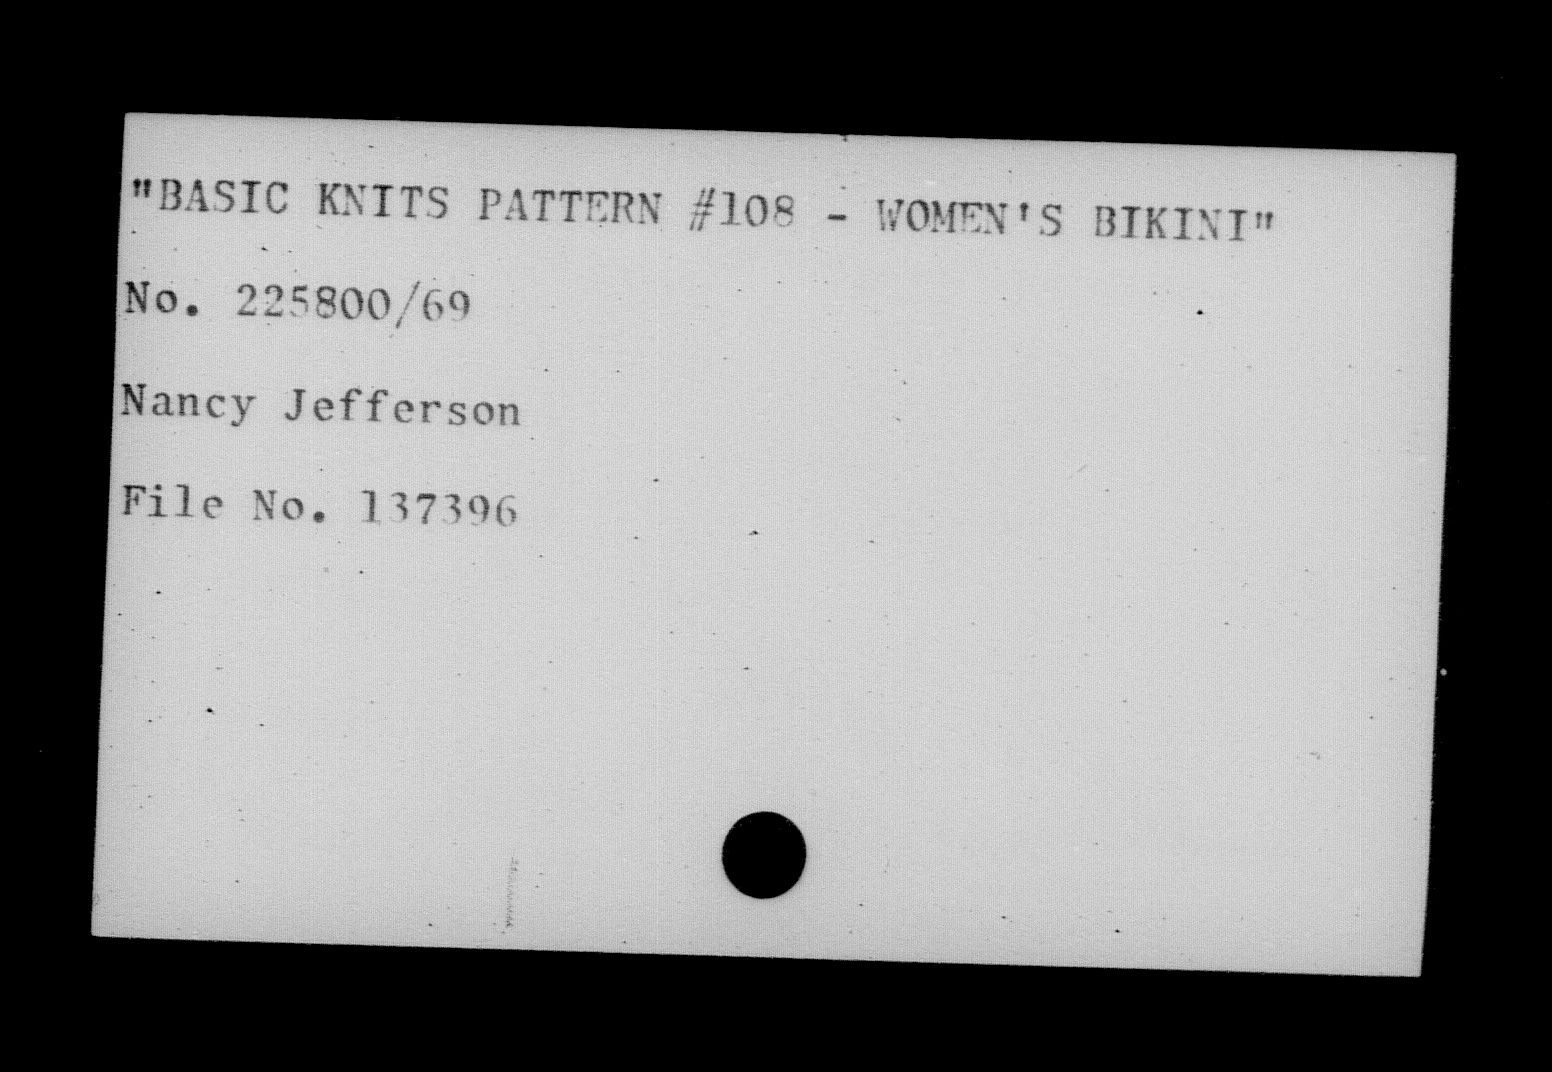 "BASIC KNITS PATTERN #108 - WOMEN'S BIKINI"
No. 225800/69
Nancy Jefferson
File No. 137396